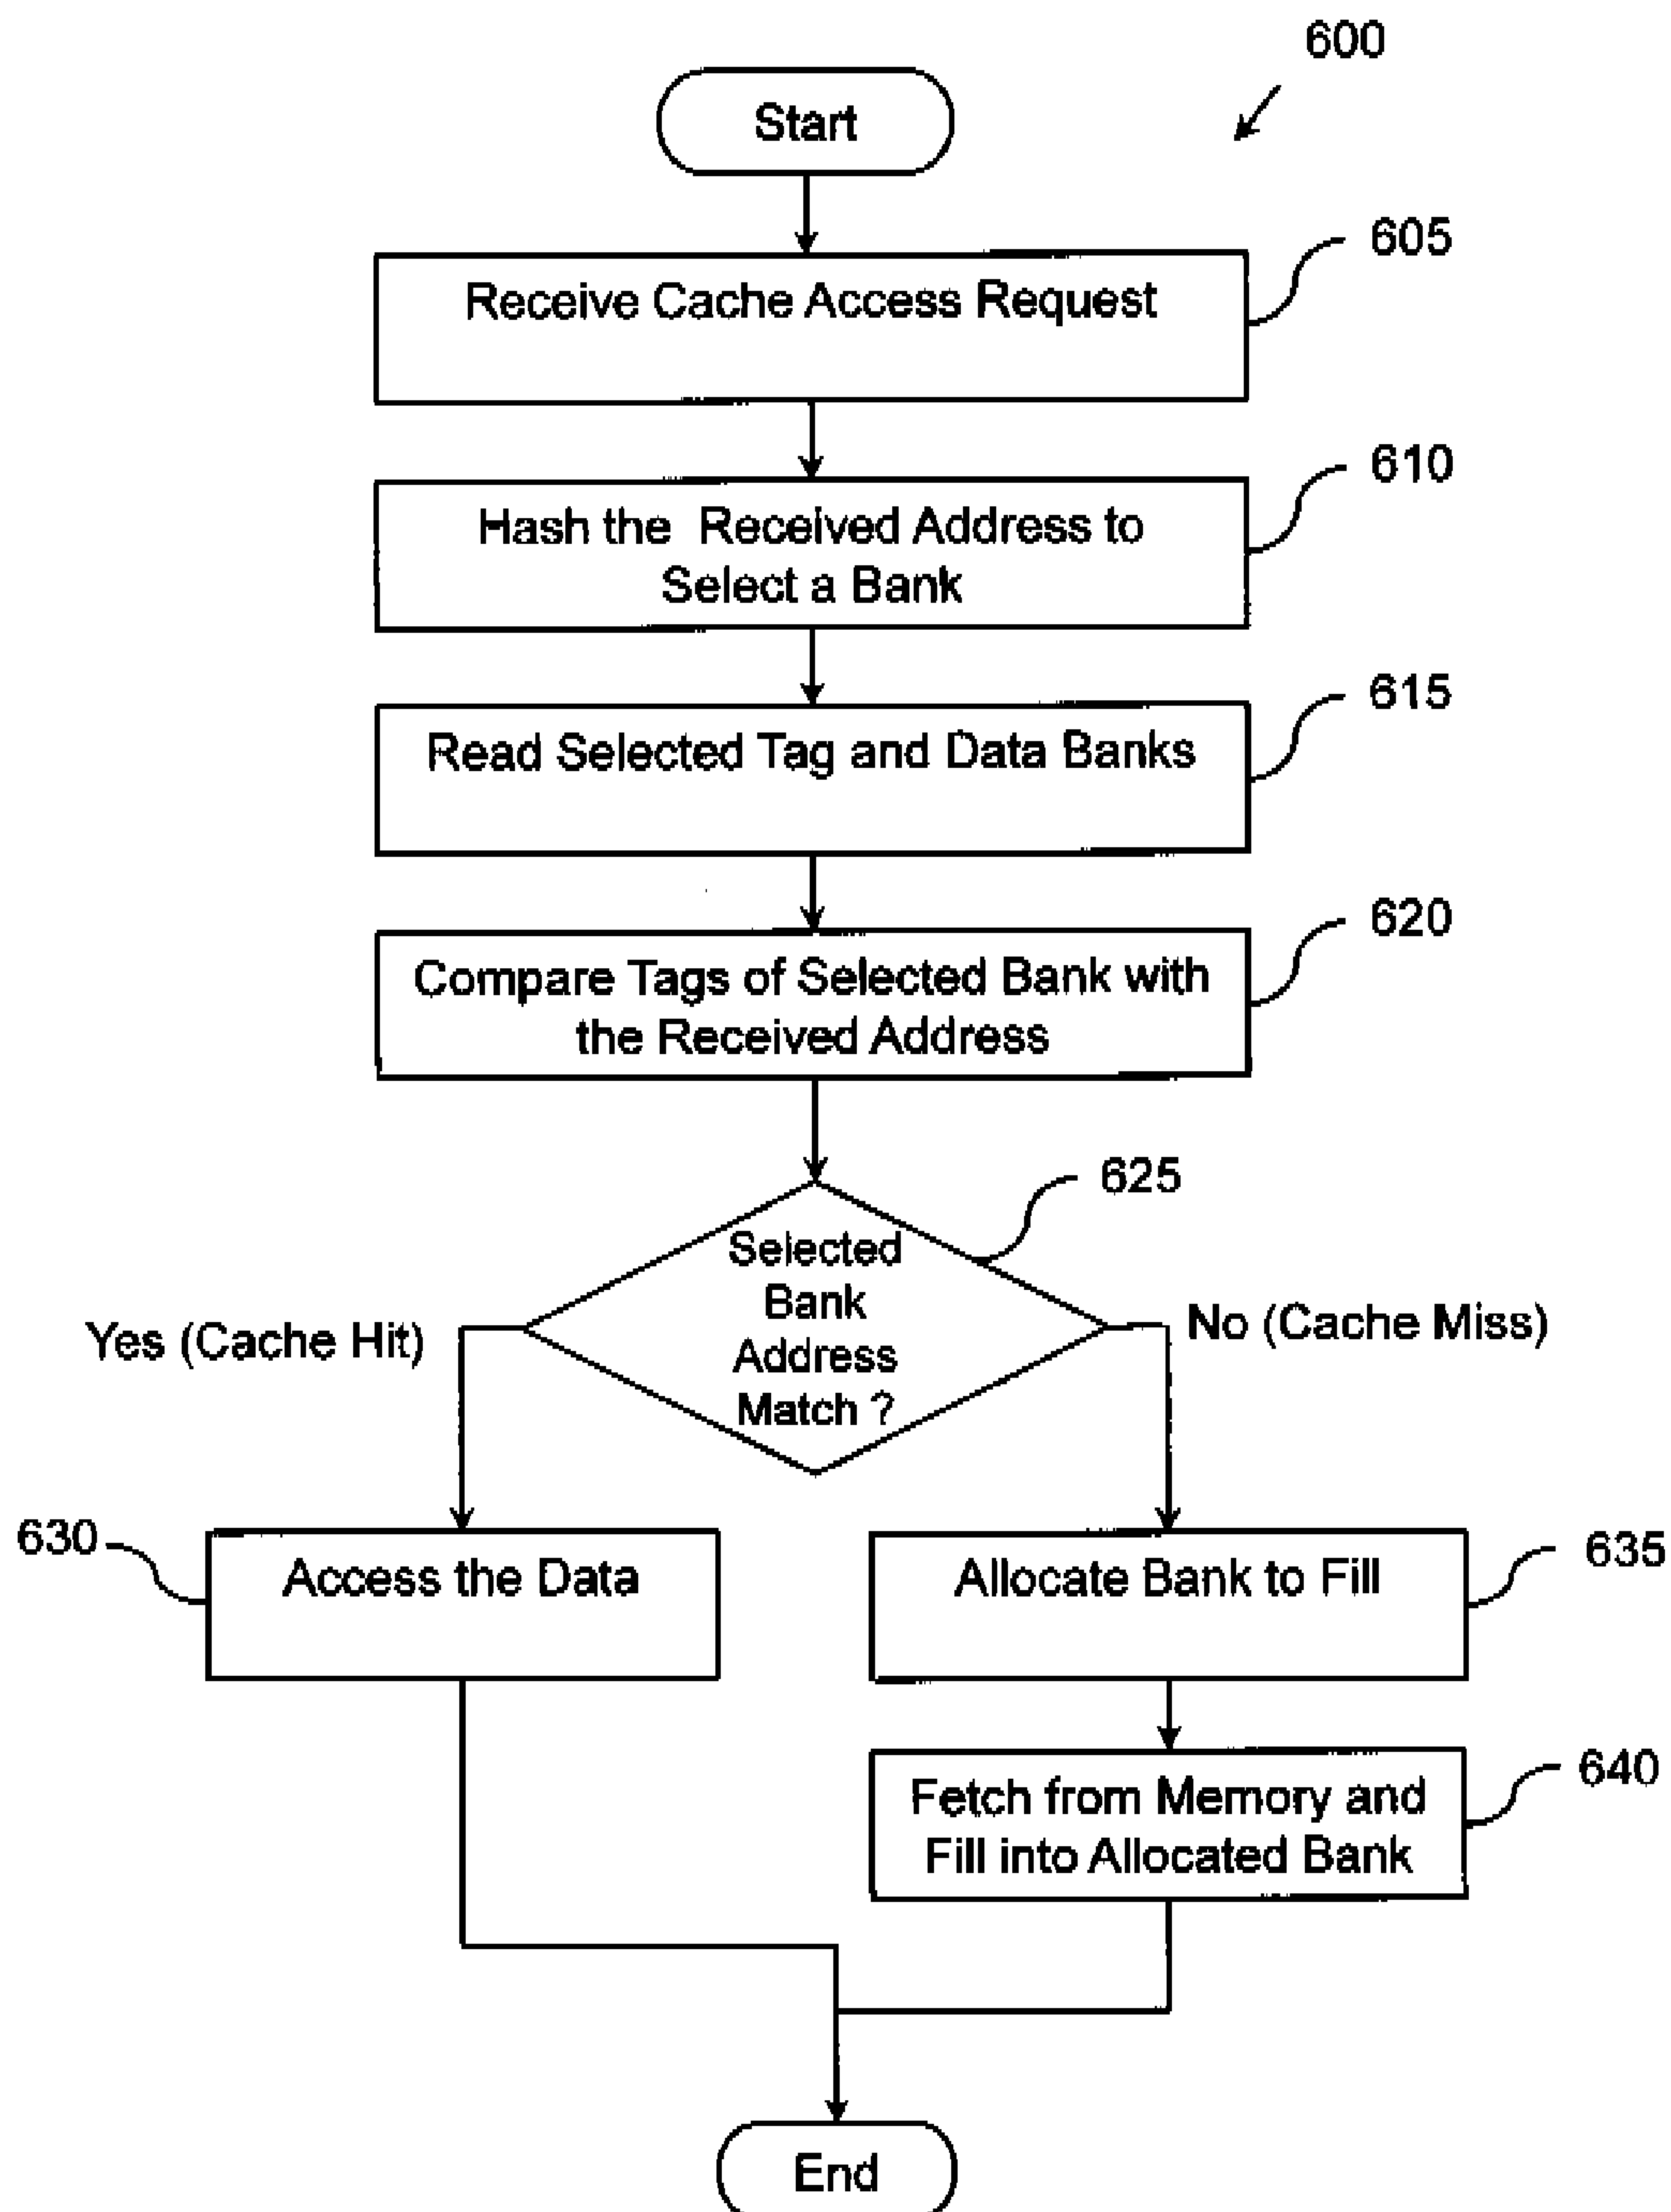 600
Start
605
Receive Cache Access Request
610
Hash the Received Address to
Select a Bank
615
Read Selected Tag and Data Banks
620
Compare Tags of Selected Bank with
the Received Address
625
Selected
Bank
Address
Match ?
Yes (Cache Hit)
No (Cache Miss)
630
Access the Data
635
Allocate Bank to Fill
640
Fetch from Memory and
Fill into Allocated Bank
End